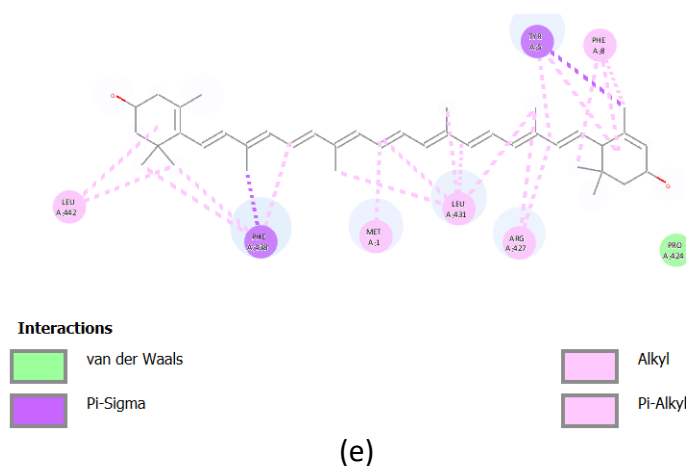 TYR
A:5
PHE
A:8
o
LEU
A:442
PHE
A:438
MET
A:1
LEU
A:431
ARG
A:427
o
PRO
A:424
Interactions
van der Waals
Alkyl
Pi-Sigma
Pi-Alkyl
(e)